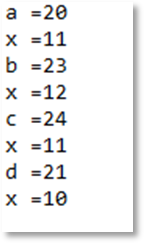 a =20
x =11
b =23
x =12
c =24
x =11
d =21
x =10